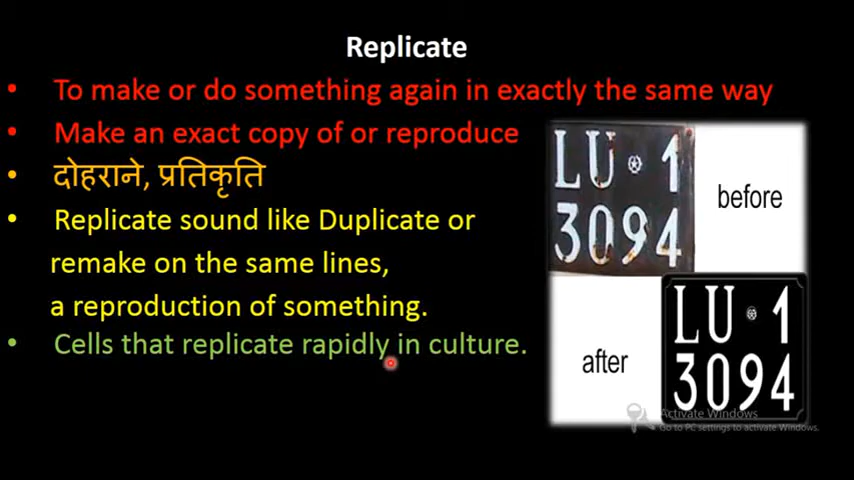 Replicate
• To make or do something again in exactly the same way
• Make an exact copy of or reproduce
• दोहराने, प्रतिकृति
• Replicate sound like Duplicate or
remake on the same lines,
a reproduction of something.
• Cells that replicate rapidly in culture.
LU 1
3094
before
after
LU 1
3094
Activate Windows
Go to PC settings to activate Windows.